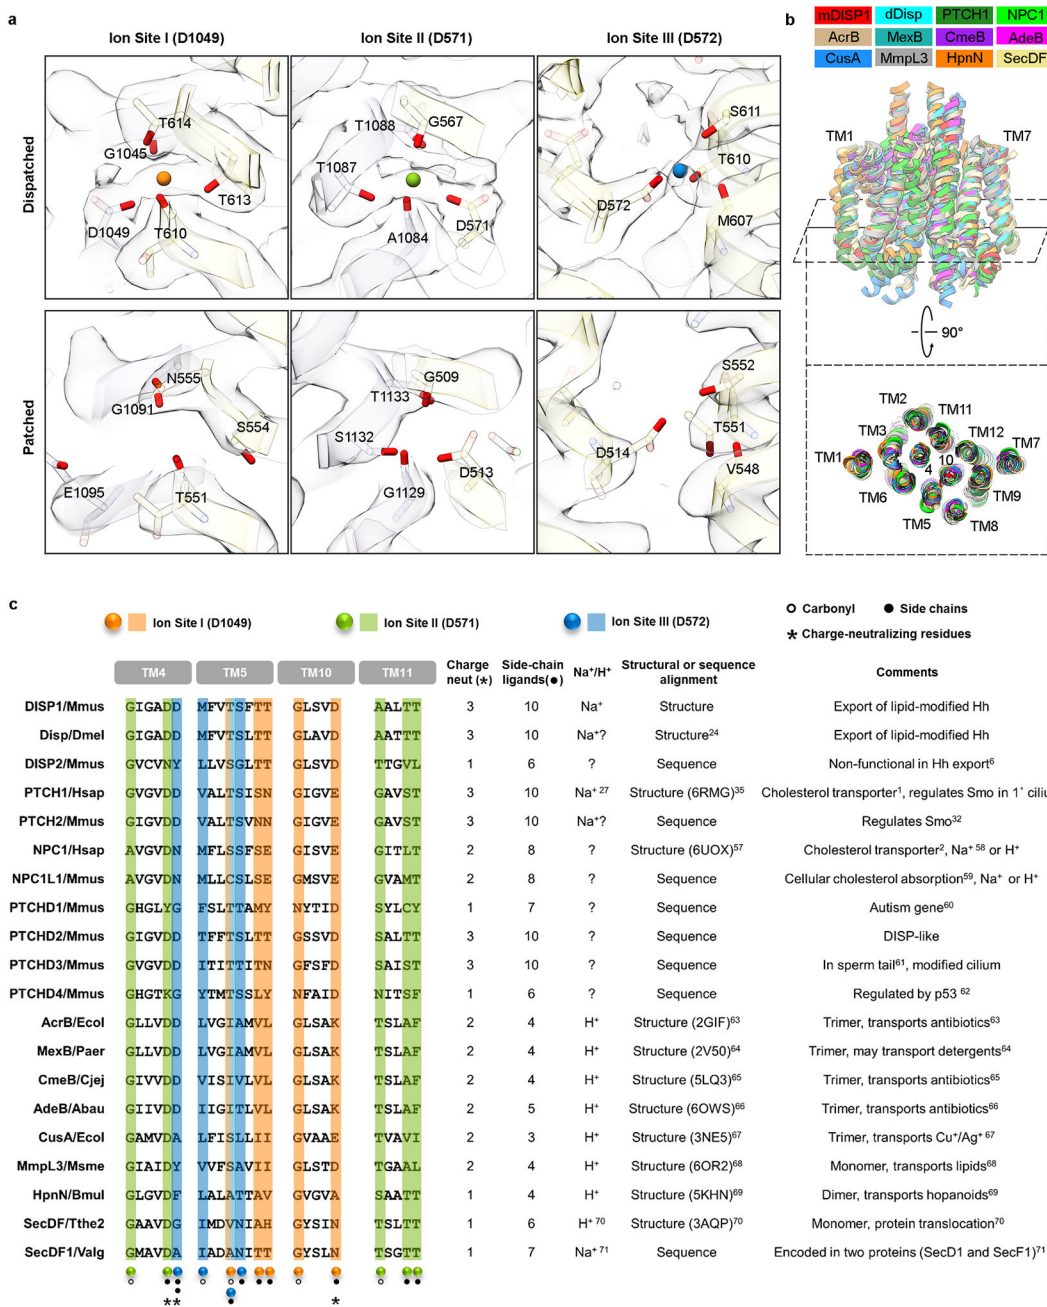 a
Ion Site I (D1049) Ion Site II (D571) Ion Site III (D572)
Dispatched
T614
G1045
T613
D1049
T610
T1088
G567
T1087
A1084
D571
S611
T610
D572
M607
Patched
N555
G1091
S554
E1095
T551
G509
T1133
S1132
D513
G1129
S552
T551
D514
V548
b
mDISP1 dDisp PTCH1 NPC1
AcrB MexB CmeB AdeB
CusA MmpL3 HpnN SecDF
TM1 TM7
90°
TM2 TM11
TM3 TM12 TM7
TM1 4 10
TM6 TM9
TM5 TM8
c
Ion Site I (D1049) Ion Site II (D571) Ion Site III (D572)
Carbonyl Side chains
* Charge-neutralizing residues
TM4 TM5 TM10 TM11 Charge neut (*) Side-chain ligands(●) Na⁺/H⁺ Structural or sequence alignment Comments
DISP1/Mmus GIGADD MFVTSFTT GLSVD AALTT 3 10 Na⁺ Structure Export of lipid-modified Hh
Disp/Dmel GIGADD MFVTSLTT GLAVD AATTT 3 10 Na⁺? Structure²⁴ Export of lipid-modified Hh
DISP2/Mmus GVCVNY LLVSGLTT GLSVD TTGVL 1 6 ? Sequence Non-functional in Hh export⁶
PTCH1/Hsap GVGVDD VALTSISN GIGVE GAVST 3 10 Na⁺ ²⁷ Structure (6RMG)³⁵ Cholesterol transporter¹, regulates Smo in 1˚ ciliu
PTCH2/Mmus GIGVDD VALTSVNN GIGVE GAVST 3 10 Na⁺? Sequence Regulates Smo³²
NPC1/Hsap AVGVDN MFLSSFSE GISVE GITLT 2 8 ? Structure (6UOX)⁵⁷ Cholesterol transporter², Na⁺ ⁵⁸ or H⁺
NPC1L1/Mmus AVGVDN MLLCSLSE GMSVE GVAMT 2 8 ? Sequence Cellular cholesterol absorption⁵⁹, Na⁺ or H⁺
PTCHD1/Mmus GHGLYG FSLTTAMY NYTID SYLCY 1 7 ? Sequence Autism gene⁶⁰
PTCHD2/Mmus GIGVDD TFFTSLTT GSSVD SALTT 3 10 ? Sequence DISP-like
PTCHD3/Mmus GVGVDD ITITTITN GFSFD SAIST 3 10 ? Sequence In sperm tail⁶¹, modified cilium
PTCHD4/Mmus GHGTKG YTMTSSLY NFAID NITSF 1 6 ? Sequence Regulated by p53 ⁶²
AcrB/Ecol GLLVDD LVGIAMVL GLSAK TSLAF 2 4 H⁺ Structure (2GIF)⁶³ Trimer, transports antibiotics⁶³
MexB/Paer GLLVDD LVGIAMVL GLSAK TSLAF 2 4 H⁺ Structure (2V50)⁶⁴ Trimer, may transport detergents⁶⁴
CmeB/Cjej GIVVDD VISIVLVL GLSAK TSLAF 2 4 H⁺ Structure (5LQ3)⁶⁵ Trimer, transports antibiotics⁶⁵
AdeB/Abau GIIVDD IIGITLVL GLSAK TSLAF 2 5 H⁺ Structure (6OWS)⁶⁶ Trimer, transports antibiotics⁶⁶
CusA/Ecol GAMVDA LFISLLII GVAAE TAVVI 2 3 H⁺ Structure (3NE5)⁶⁷ Trimer, transports Cu⁺/Ag⁺ ⁶⁷
MmpL3/Msme GIAIDY VVFSAVII GLSTD TGAAL 2 4 H⁺ Structure (6OR2)⁶⁸ Monomer, transports lipids⁶⁸
HpnN/Bmul GLGVDF LALATTAV GVGVA SAATT 1 4 H⁺ Structure (5KHN)⁶⁹ Dimer, transports hopanoids⁶⁹
SecDF/Tthe2 GAAVDG IMDVNIAH GYSIN TSLTT 1 6 H⁺ ⁷⁰ Structure (3AQP)⁷⁰ Monomer, protein translocation⁷⁰
SecDF1/Valg GMAVDA IADANITT GYSLN TSGTT 1 7 Na⁺ ⁷¹ Sequence Encoded in two proteins (SecD1 and SecF1)⁷¹
** *